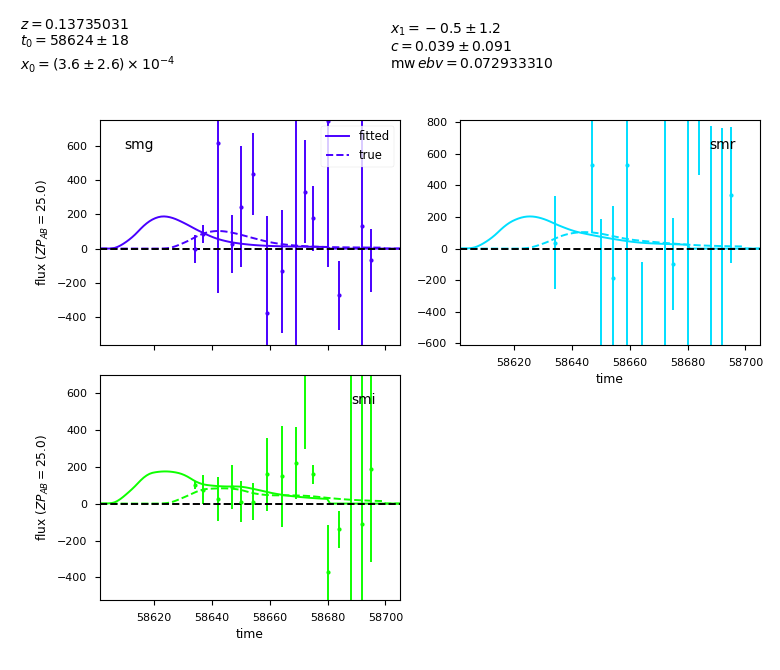 z = 0.13735031
t₀ = 58624 ± 18
x₀ = (3.6 ± 2.6) × 10⁻⁴
x₁ = −0.5 ± 1.2
c = 0.039 ± 0.091
mw ebv = 0.072933310
smg
fitted
true
600
400
200
0
−200
−400
flux (ZP_AB = 25.0)
smr
800
600
400
200
0
−200
−400
−600
58620 58640 58660 58680 58700
time
smi
600
400
200
0
−200
−400
flux (ZP_AB = 25.0)
58620 58640 58660 58680 58700
time